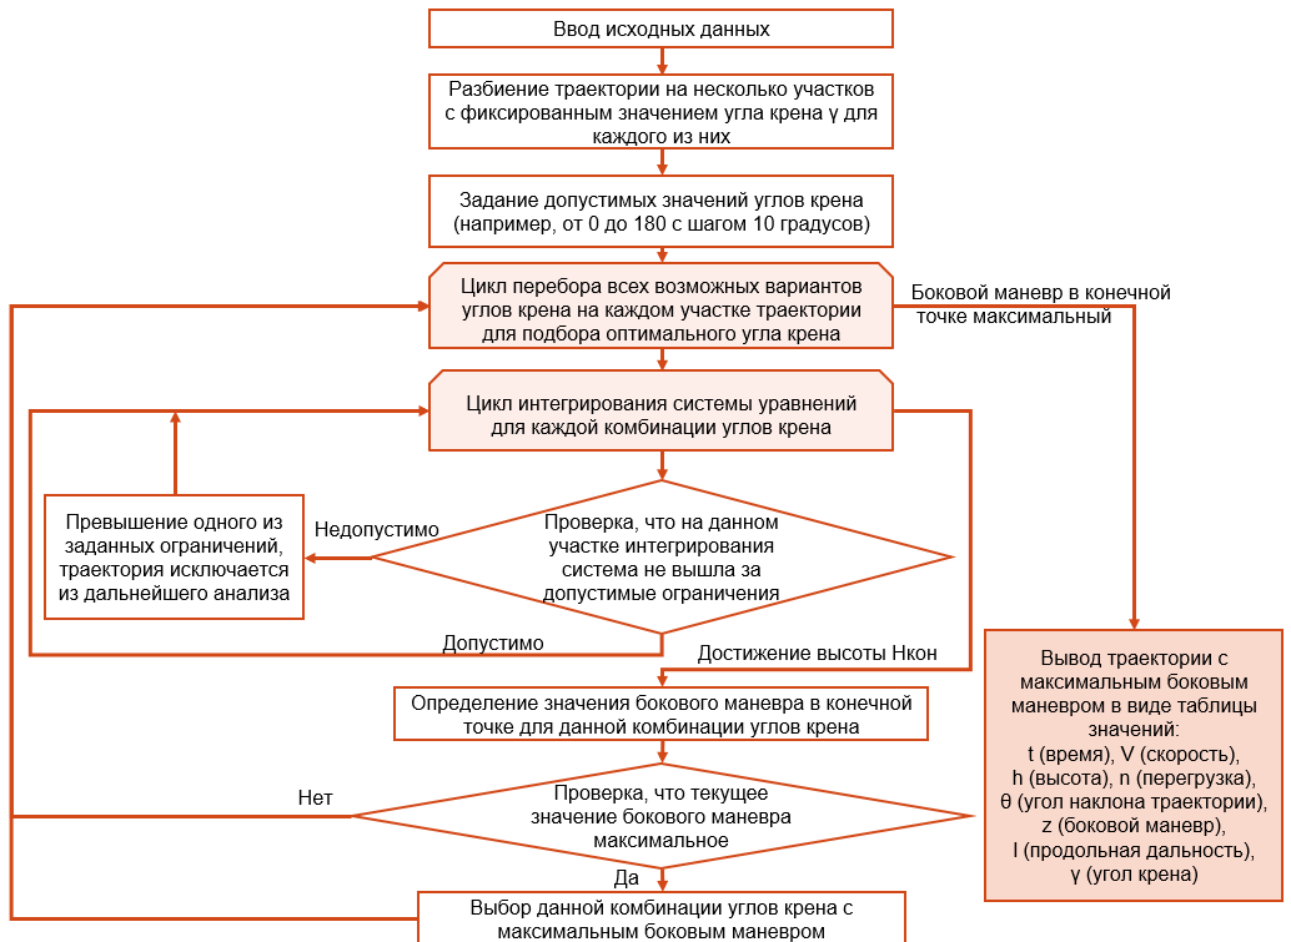 Ввод исходных данных
Разбиение траектории на несколько участков
с фиксированным значением угла крена γ для
каждого из них
Задание допустимых значений углов крена
(например, от 0 до 180 с шагом 10 градусов)
Цикл перебора всех возможных вариантов
углов крена на каждом участке траектории
для подбора оптимального угла крена
Боковой маневр в конечной
точке максимальный
Цикл интегрирования системы уравнений
для каждой комбинации углов крена
Превышение одного из
заданных ограничений,
траектория исключается
из дальнейшего анализа
Недопустимо
Проверка, что на данном
участке интегрирования
система не вышла за
допустимые ограничения
Допустимо
Достижение высоты Нкон
Определение значения бокового маневра в конечной
точке для данной комбинации углов крена
Нет
Проверка, что текущее
значение бокового маневра
максимальное
Да
Выбор данной комбинации углов крена с
максимальным боковым маневром
Вывод траектории с
максимальным боковым
маневром в виде таблицы
значений:
t (время), V (скорость),
h (высота), n (перегрузка),
θ (угол наклона траектории),
z (боковой маневр),
l (продольная дальность),
γ (угол крена)